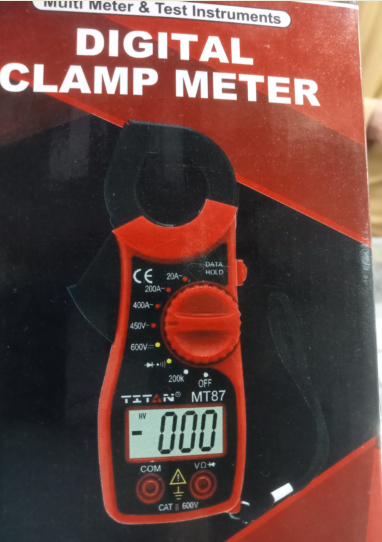 Multi Meter & Test Instruments
DIGITAL
CLAMP METER
DATA
HOLD
CE
20A~
200A~
400A~
450V~
600V
200k
OFF
TITAN® MT87
HV
- 000
COM
VΩ
CAT II 600V